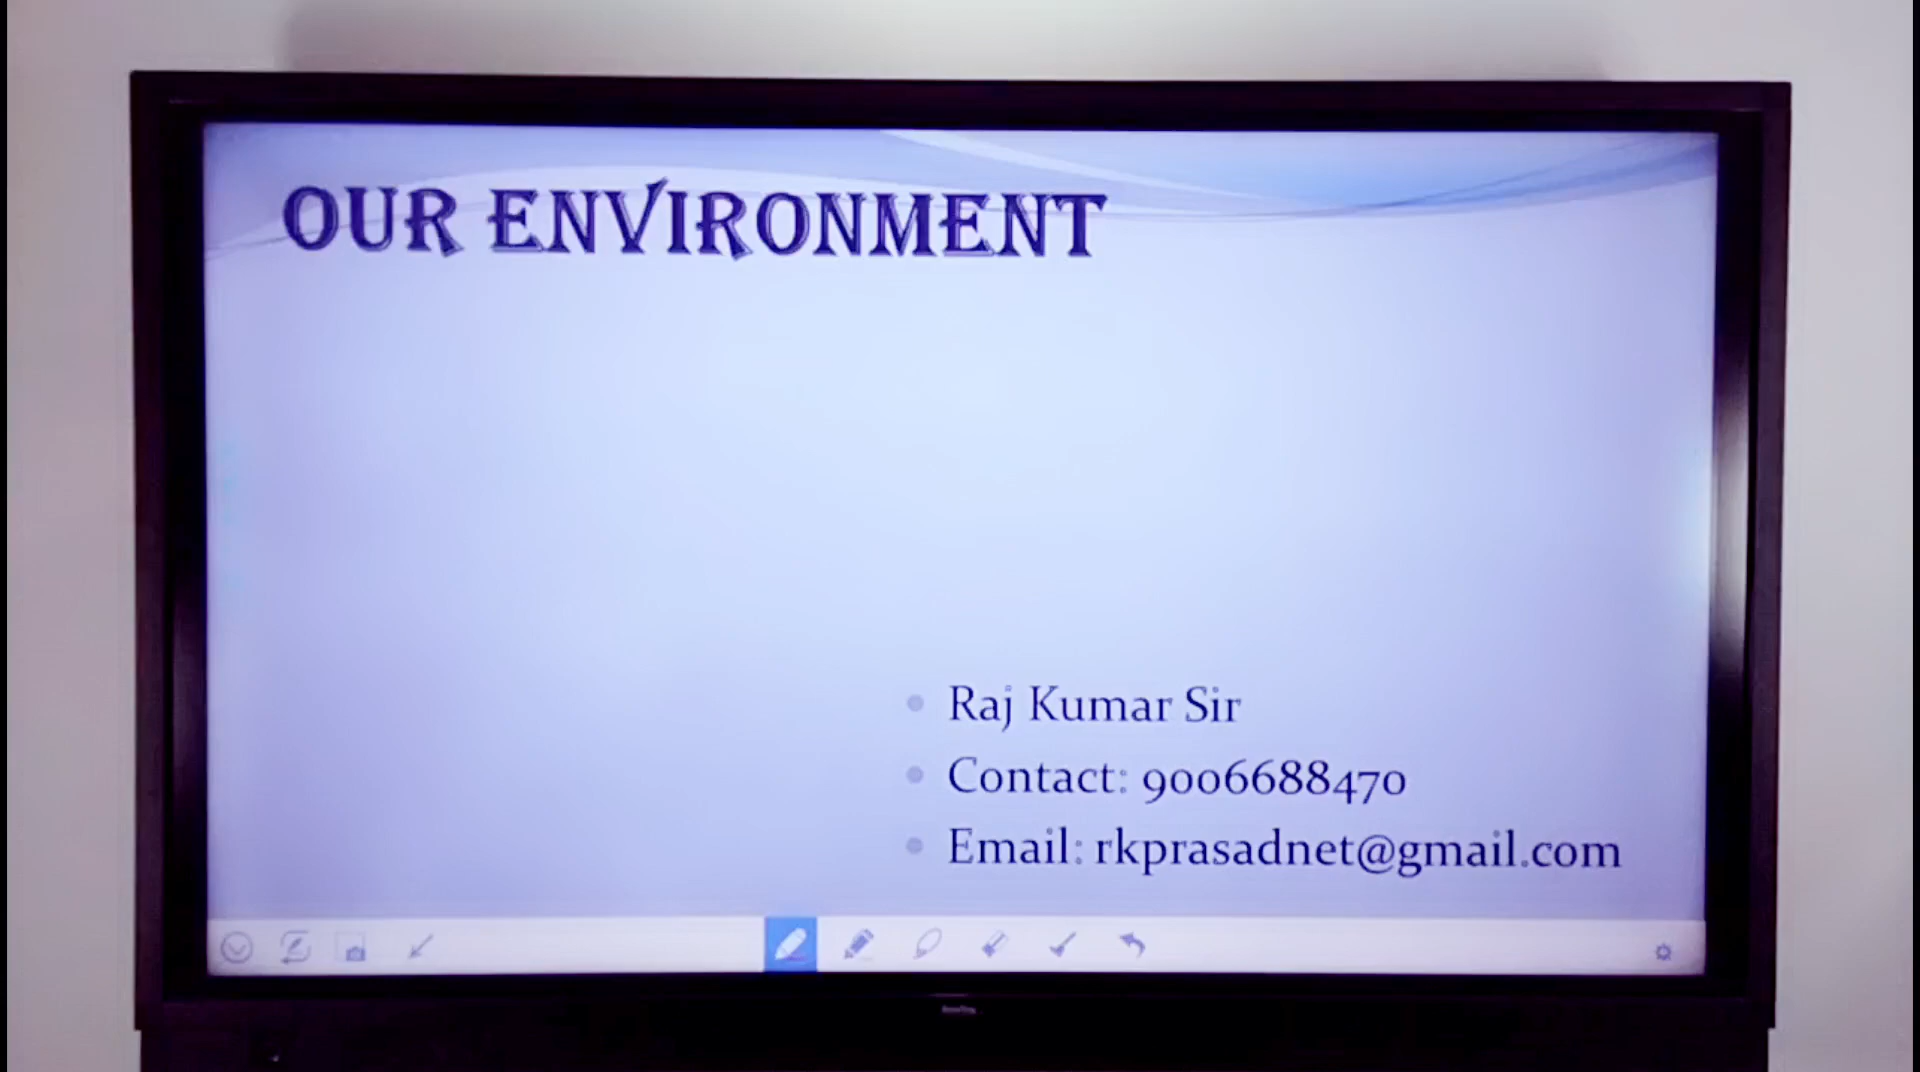 OUR ENVIRONMENT
Raj Kumar Sir
Contact: 9006688470
Email: rkprasadnet@gmail.com